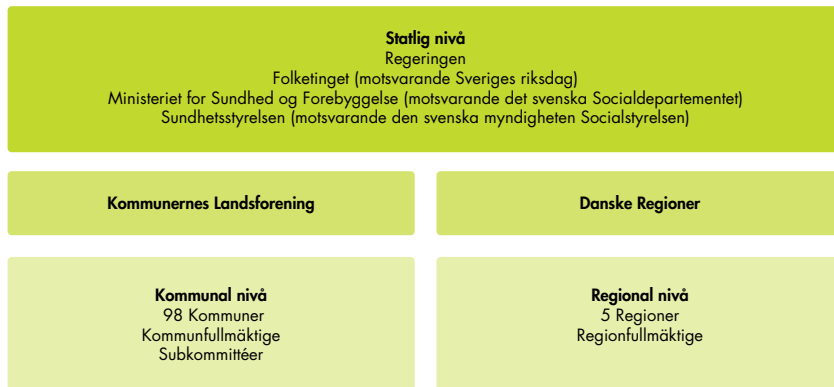 Statlig nivå
Regeringen
Folketinget (motsvarande Sveriges riksdag)
Ministeriet for Sundhed og Forebyggelse (motsvarande det svenska Socialdepartementet)
Sundhetsstyrelsen (motsvarande den svenska myndigheten Socialstyrelsen)
Kommunernes Landsforening
Danske Regioner
Kommunal nivå
98 Kommuner
Kommunfullmäktige
Subkommittéer
Regional nivå
5 Regioner
Regionfullmäktige